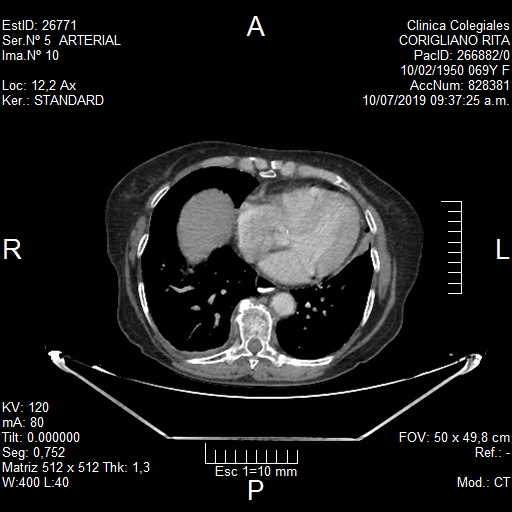 EstID: 26771
Ser.Nº 5  ARTERIAL
Ima.Nº 10
Loc: 12,2 Ax
Ker.: STANDARD
A
Clinica Colegiales
CORIGLIANO RITA
PacID: 266882/0
10/02/1950 069Y F
AccNum: 828381
10/07/2019 09:37:25 a.m.
R
L
KV: 120
mA: 80
Tilt: 0.000000
Seg: 0,752
Matriz 512 x 512 Thk: 1,3
W:400 L:40
Esc 1=10 mm
P
FOV: 50 x 49,8 cm
Ref.: -
Mod.: CT